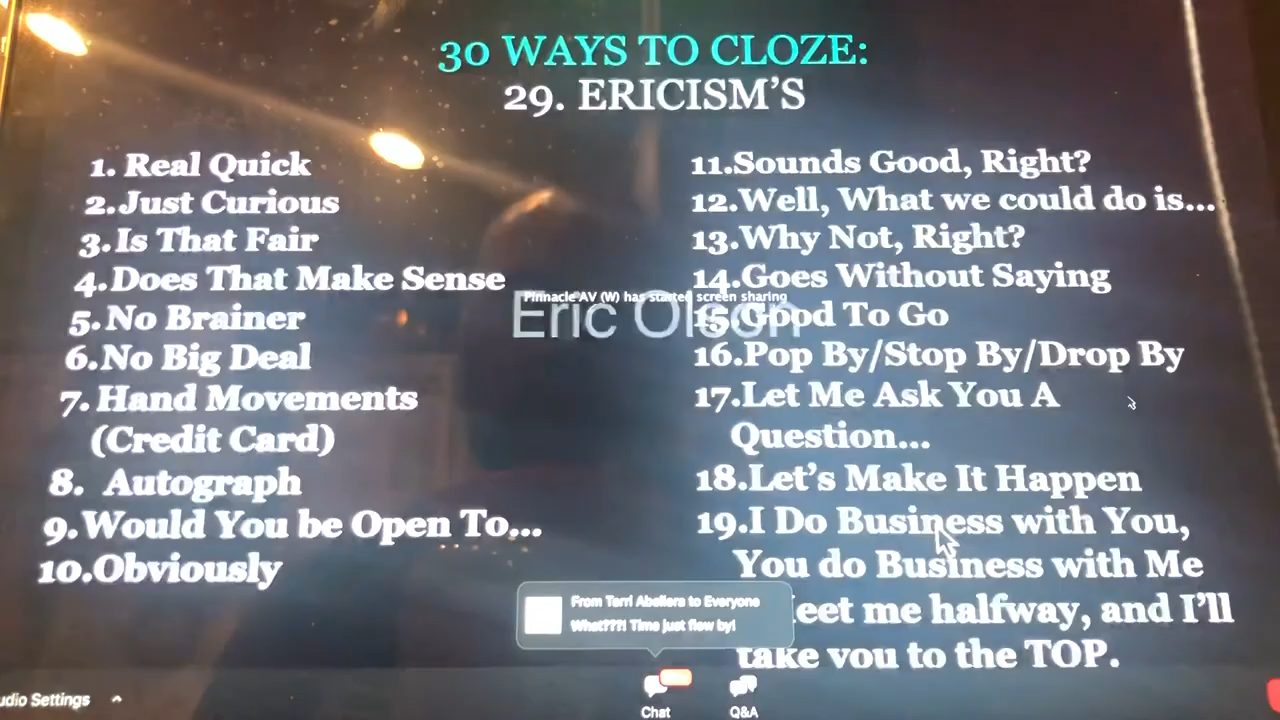 30 WAYS TO CLOZE:
29. ERICISM'S
1. Real Quick
2. Just Curious
3. Is That Fair
4. Does That Make Sense
5. No Brainer
6. No Big Deal
7. Hand Movements
(Credit Card)
8. Autograph
9. Would You be Open To...
10. Obviously
11. Sounds Good, Right?
12. Well, What we could do is...
13. Why Not, Right?
14. Goes Without Saying
15. Good To Go
16. Pop By/Stop By/Drop By
17. Let Me Ask You A
Question...
18. Let's Make It Happen
19. I Do Business with You,
You do Business with Me
eet me halfway, and I'll
take you to the TOP.
Pinnacle AV (W) has started screen sharing
Eric Olson
From Terri Abellera to Everyone
What???! Time just flew by!
udio Settings
Chat
Q&A